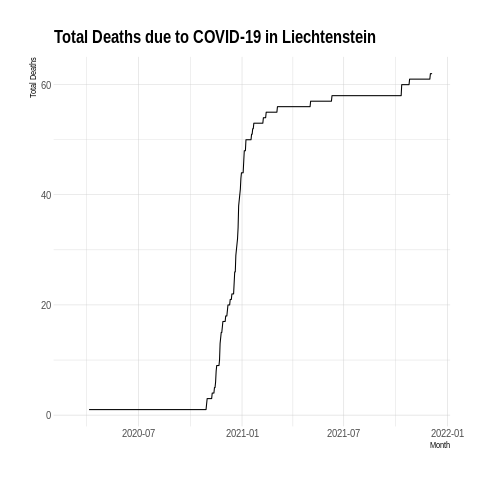 Total Deaths due to COVID-19 in Liechtenstein
Total Deaths
60
40
20
0
2020-07 2021-01 2021-07 2022-01
Month